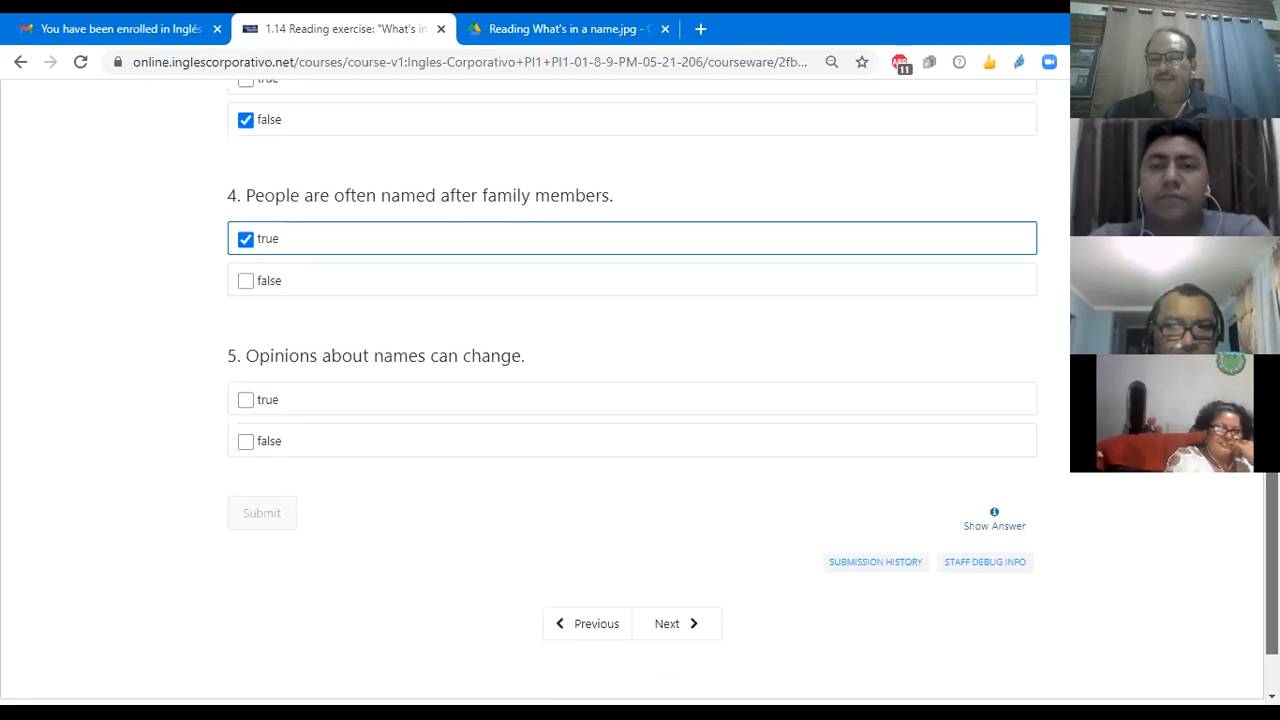 You have been enrolled in Inglés
1.14 Reading exercise: "What's in
Reading What's in a name.jpg -
online.inglescorporativo.net/courses
l:Ingles-Corporativo+PI1+PI1-01-8-9-PM-05-21-206/courseware/2fb...
11
true
false
4. People are often named after family members.
true
false
5. Opinions about names can change.
true
false
Submit
Show Answer
SUBMISSION HISTORY
STAFF DEBUG INFO
Previous
Next